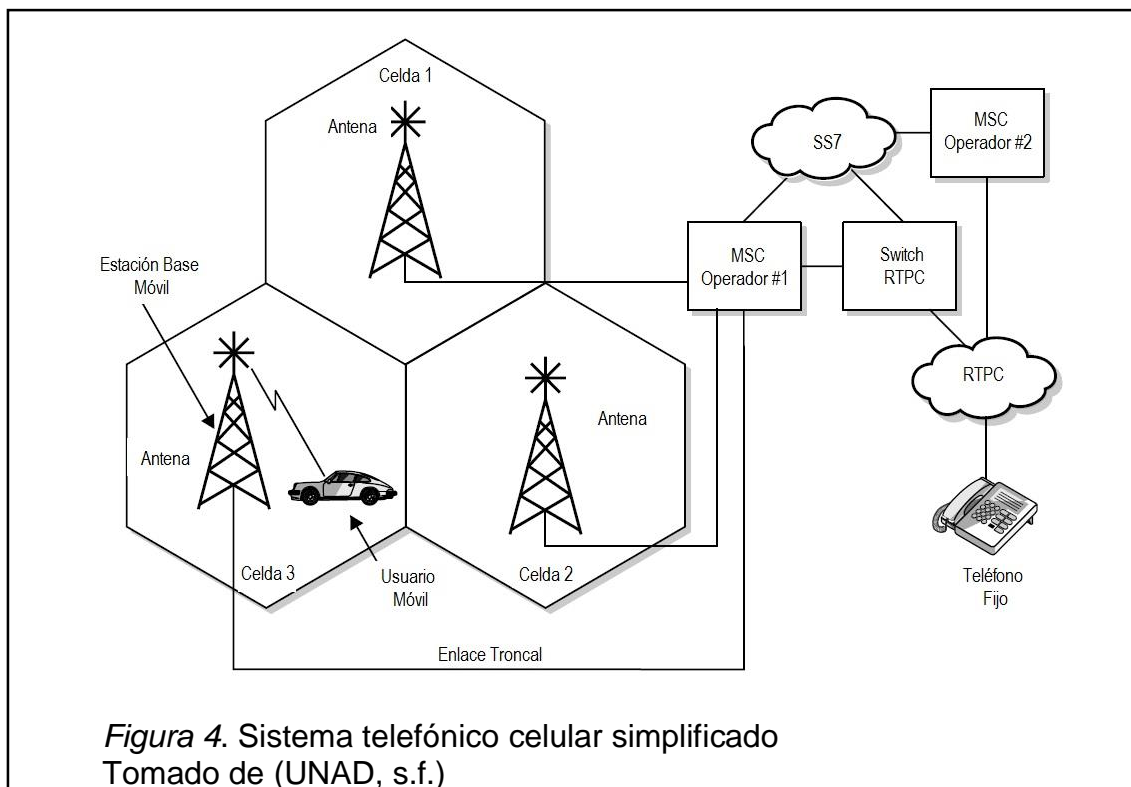 Celda 1
Antena
Estación Base
Móvil
Antena
Celda 3
Usuario
Móvil
Antena
Celda 2
Enlace Troncal
SS7
MSC
Operador #2
MSC
Operador #1
Switch
RTPC
RTPC
Teléfono
Fijo
Figura 4. Sistema telefónico celular simplificado
Tomado de (UNAD, s.f.)